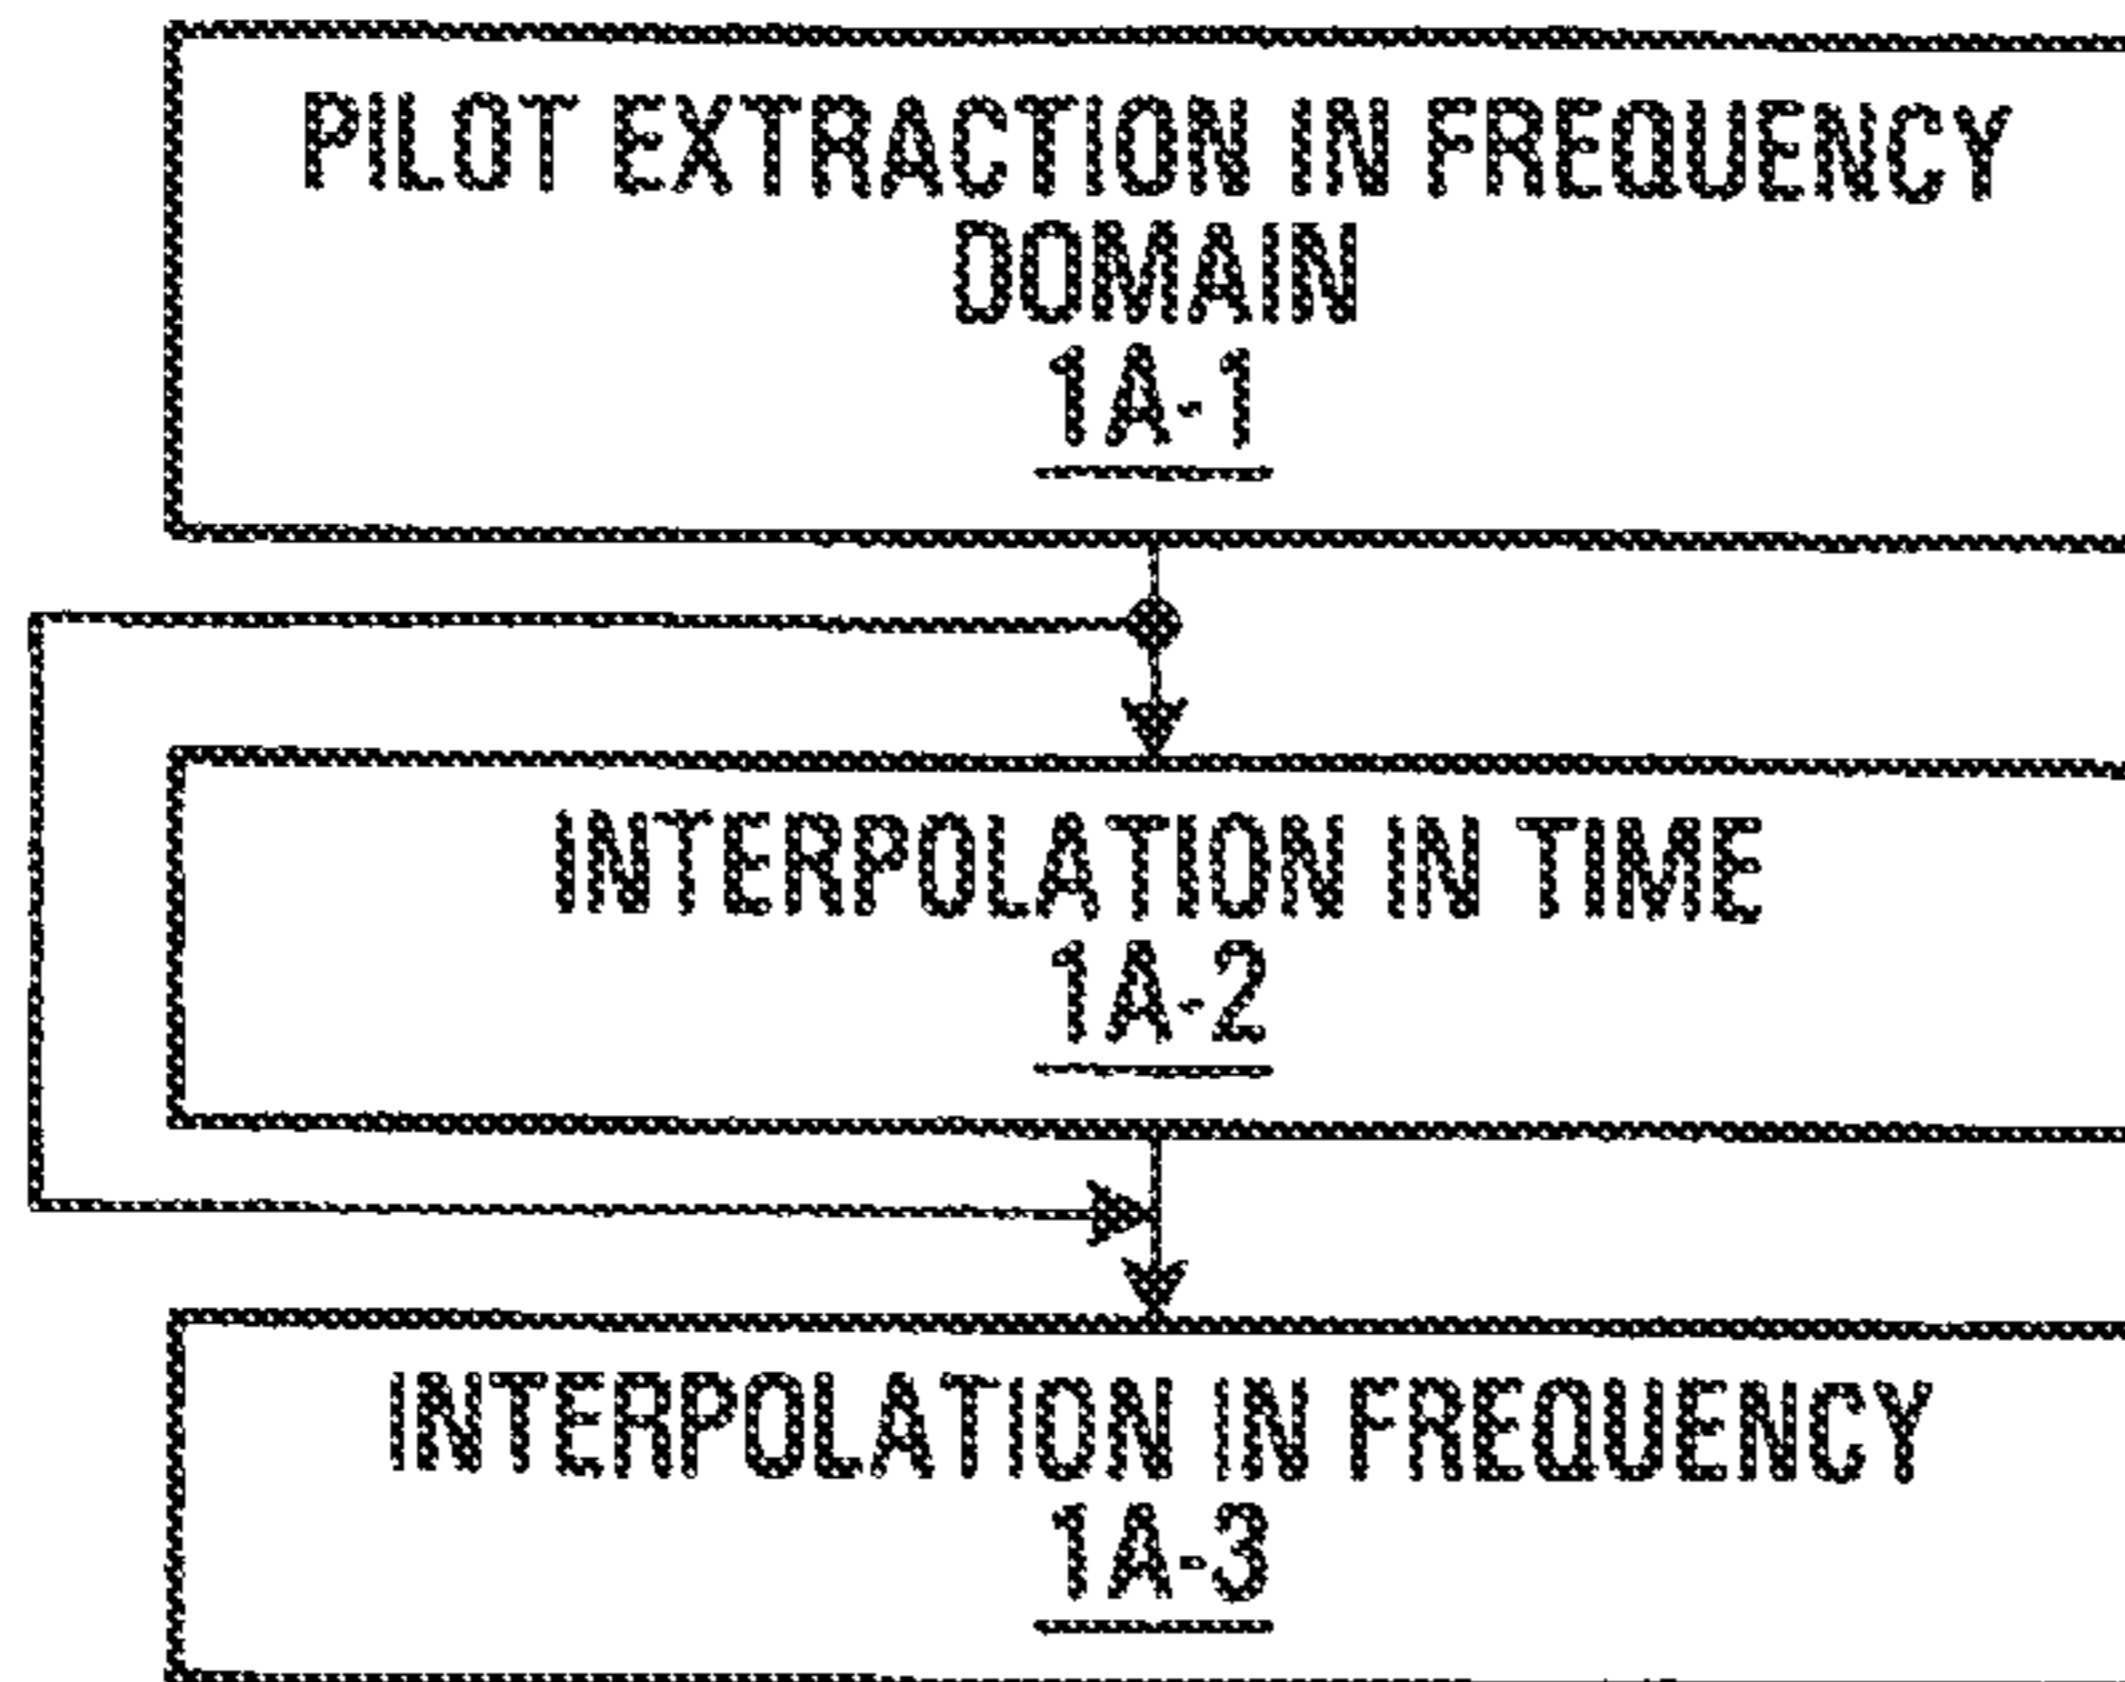 PILOT EXTRACTION IN FREQUENCY
DOMAIN
1A-1
INTERPOLATION IN TIME
1A-2
INTERPOLATION IN FREQUENCY
1A-3